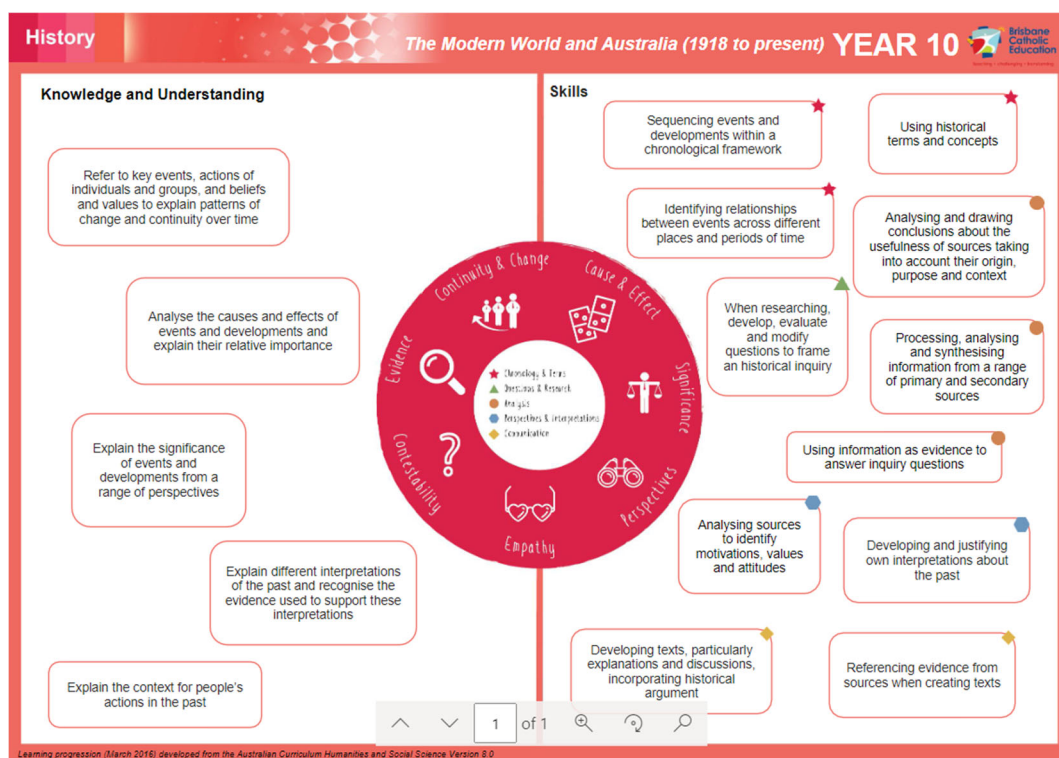 History
The Modern World and Australia (1918 to present) YEAR 10
Brisbane
Catholic
Education
Knowledge and Understanding
Refer to key events, actions of
individuals and groups, and beliefs
and values to explain patterns of
change and continuity over time
Analyse the causes and effects of
events and developments and
explain their relative importance
Explain the significance
of events and
developments from a
range of perspectives
Explain different interpretations
of the past and recognise the
evidence used to support these
interpretations
Explain the context for people's
actions in the past
Continuity & Change
Cause & Effect
Significance
Perspectives
Empathy
Contestability
Evidence
Chronology & Terms
Questions & Research
Analysis
Perspectives & Interpretations
Communication
Skills
Sequencing events and
developments within a
chronological framework
Using historical
terms and concepts
Identifying relationships
between events across different
places and periods of time
Analysing and drawing
conclusions about the
usefulness of sources taking
into account their origin,
purpose and context
When researching,
develop, evaluate
and modify
questions to frame
an historical inquiry
Processing, analysing
and synthesising
information from a range
of primary and secondary
sources
Using information as evidence to
answer inquiry questions
Analysing sources
to identify
motivations, values
and attitudes
Developing and justifying
own interpretations about
the past
Developing texts, particularly
explanations and discussions,
incorporating historical
argument
Referencing evidence from
sources when creating texts
1 of 1
Learning progression (March 2016) developed from the Australian Curriculum Humanities and Social Science Version 8.0